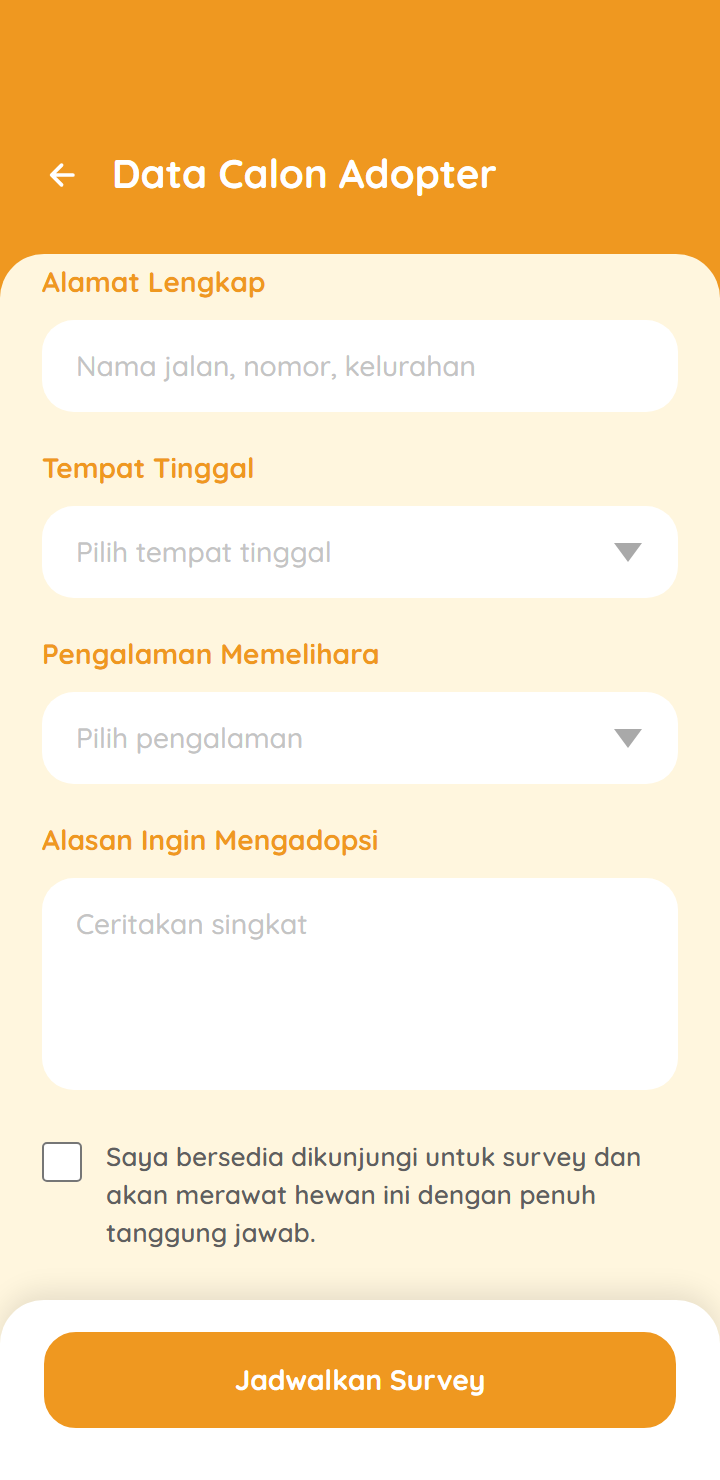 Data Calon Adopter
Alamat Lengkap
Nama jalan, nomor, kelurahan
Tempat Tinggal
Pilih tempat tinggal
Pengalaman Memelihara
Pilih pengalaman
Alasan Ingin Mengadopsi
Ceritakan singkat
Saya bersedia dikunjungi untuk survey dan
akan merawat hewan ini dengan penuh
tanggung jawab.
Jadwalkan Survey